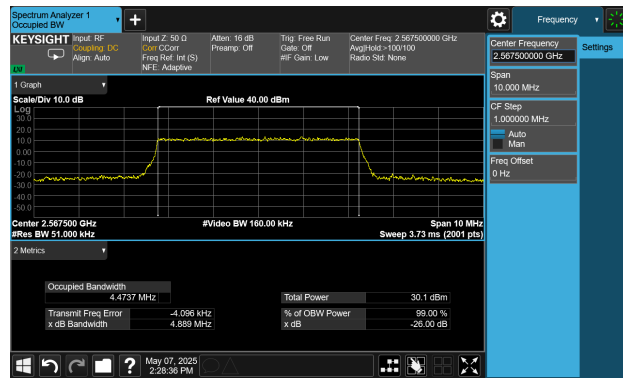 Spectrum Analyzer 1
Occupied BW
Frequency
KEYSIGHT
Input: RF
Coupling: DC
Align: Auto
Input Z: 50 Ω
Corr CCorr
Freq Ref: Int (S)
NFE: Adaptive
Atten: 16 dB
Preamp: Off
Trig: Free Run
Gate: Off
#IF Gain: Low
Center Freq: 2.567500000 GHz
Avg|Hold:>100/100
Radio Std: None
Center Frequency
2.567500000 GHz
Settings
Span
10.000 MHz
CF Step
1.000000 MHz
Auto
Man
Freq Offset
0 Hz
1 Graph
Scale/Div 10.0 dB
Ref Value 40.00 dBm
Log
30.0
20.0
10.0
0.00
-10.0
-20.0
-30.0
-40.0
-50.0
Center 2.567500 GHz
#Video BW 160.00 kHz
Span 10 MHz
#Res BW 51.000 kHz
Sweep 3.73 ms (2001 pts)
2 Metrics
Occupied Bandwidth
4.4737 MHz
Total Power
30.1 dBm
Transmit Freq Error
-4.096 kHz
% of OBW Power
99.00 %
x dB Bandwidth
4.889 MHz
x dB
-26.00 dB
?
May 07, 2025
2:28:36 PM